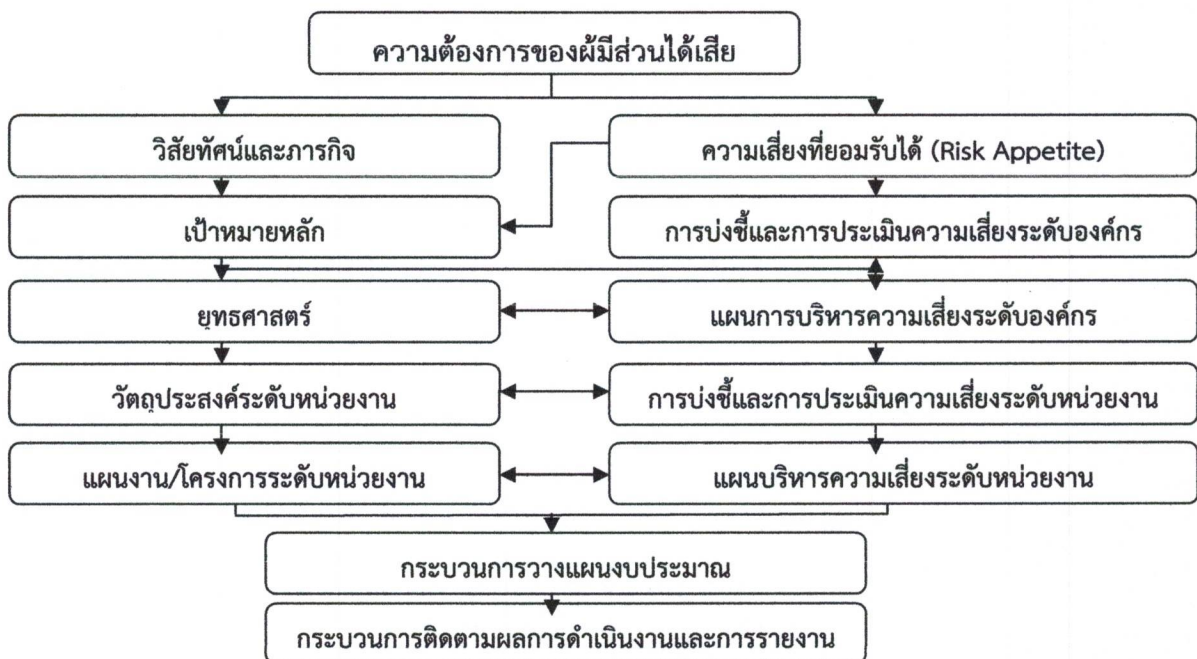 ความต้องการของผู้มีส่วนได้เสีย
วิสัยทัศน์และภารกิจ
ความเสี่ยงที่ยอมรับได้ (Risk Appetite)
เป้าหมายหลัก
การบ่งชี้และการประเมินความเสี่ยงระดับองค์กร
ยุทธศาสตร์
แผนการบริหารความเสี่ยงระดับองค์กร
วัตถุประสงค์ระดับหน่วยงาน
การบ่งชี้และการประเมินความเสี่ยงระดับหน่วยงาน
แผนงาน/โครงการระดับหน่วยงาน
แผนบริหารความเสี่ยงระดับหน่วยงาน
กระบวนการวางแผนงบประมาณ
กระบวนการติดตามผลการดำเนินงานและการรายงาน